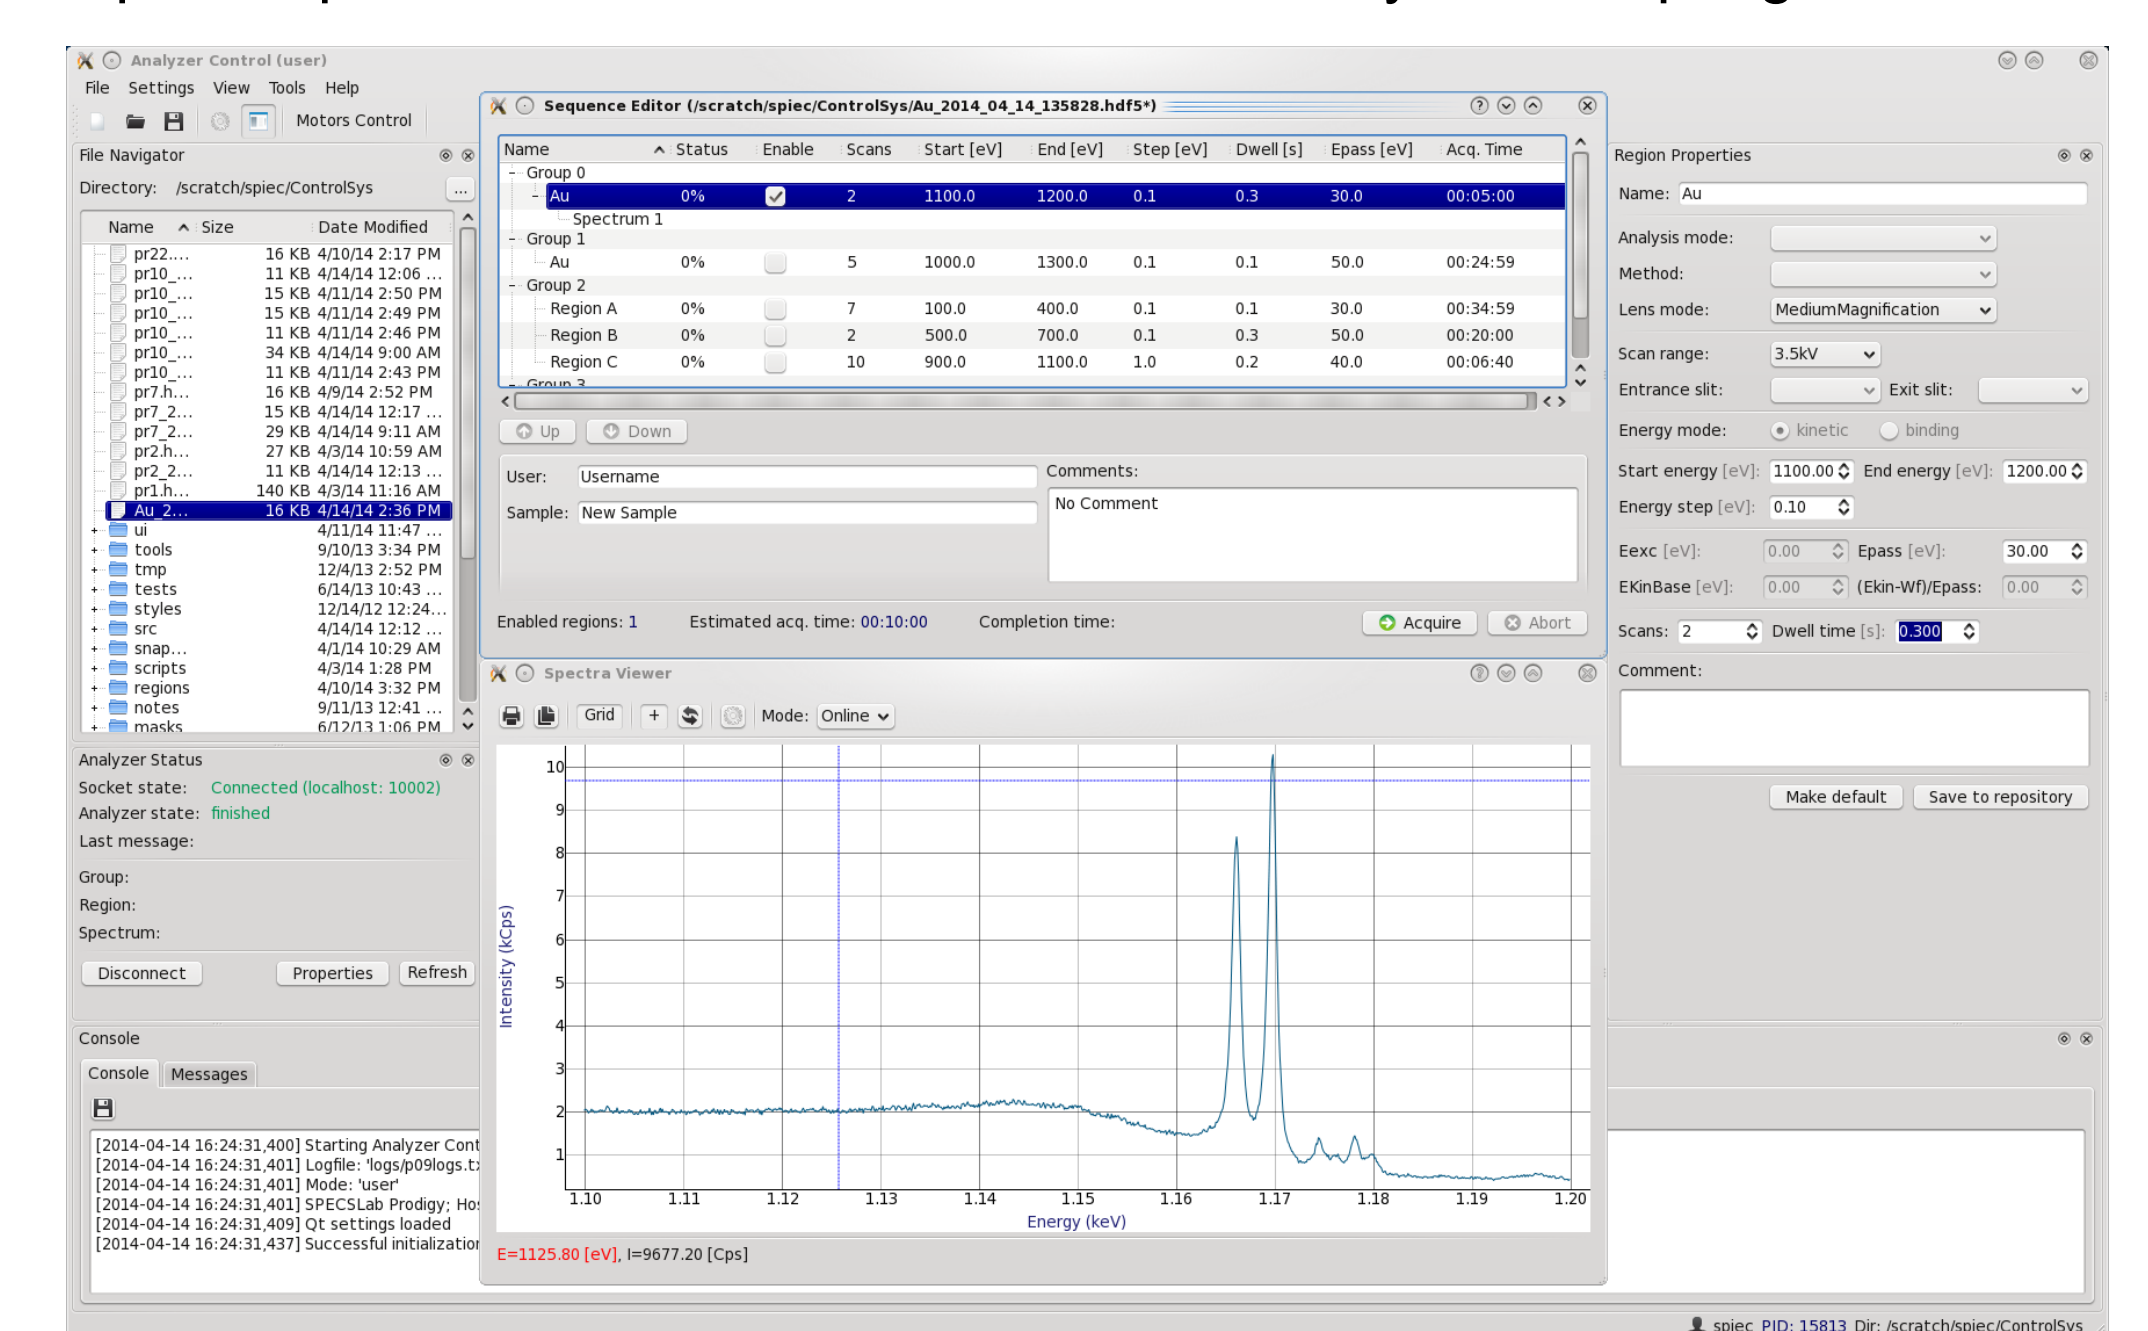 Analyzer Control (user)
File Settings View Tools Help
Motors Control
File Navigator
Directory: /scratch/spiec/ControlSys ...
Name Size Date Modified
pr22.... 16 KB 4/10/14 2:17 PM
pr10_... 11 KB 4/14/14 12:06 ...
pr10_... 15 KB 4/11/14 2:50 PM
pr10_... 15 KB 4/11/14 2:49 PM
pr10_... 11 KB 4/11/14 2:46 PM
pr10_... 34 KB 4/14/14 9:00 AM
pr10_... 11 KB 4/11/14 2:43 PM
pr7.h... 16 KB 4/9/14 2:52 PM
pr7_2... 15 KB 4/14/14 12:17 ...
pr7_2... 29 KB 4/14/14 9:11 AM
pr2.h... 27 KB 4/3/14 10:59 AM
pr2_2... 11 KB 4/14/14 12:13 ...
pr1.h... 140 KB 4/3/14 11:16 AM
Au_2... 16 KB 4/14/14 2:36 PM
ui 4/11/14 11:47 ...
tools 9/10/13 3:34 PM
tmp 12/4/13 2:52 PM
tests 6/14/13 10:43 ...
styles 12/14/12 12:24...
src 4/14/14 12:12 ...
snap... 4/1/14 10:29 AM
scripts 4/3/14 1:28 PM
regions 4/10/14 3:32 PM
notes 9/11/13 12:41 ...
masks 6/12/13 1:06 PM
Analyzer Status
Socket state: Connected (localhost: 10002)
Analyzer state: finished
Last message:
Group:
Region:
Spectrum:
Disconnect Properties Refresh
Console
Console Messages
[2014-04-14 16:24:31,400] Starting Analyzer Cont
[2014-04-14 16:24:31,401] Logfile: 'logs/p09logs.tx
[2014-04-14 16:24:31,401] Mode: 'user'
[2014-04-14 16:24:31,401] SPECSLab Prodigy; Hos
[2014-04-14 16:24:31,409] Qt settings loaded
[2014-04-14 16:24:31,437] Successful initialization
Sequence Editor (/scratch/spiec/ControlSys/Au_2014_04_14_135828.hdf5*)
Name Status Enable Scans Start [eV] End [eV] Step [eV] Dwell [s] Epass [eV] Acq. Time
Group 0
Au 0% 2 1100.0 1200.0 0.1 0.3 30.0 00:05:00
Spectrum 1
Group 1
Au 0% 5 1000.0 1300.0 0.1 0.1 50.0 00:24:59
Group 2
Region A 0% 7 100.0 400.0 0.1 0.1 30.0 00:34:59
Region B 0% 2 500.0 700.0 0.1 0.3 50.0 00:20:00
Region C 0% 10 900.0 1100.0 1.0 0.2 40.0 00:06:40
Group 3
Up Down
User: Username
Sample: New Sample
Comments:
No Comment
Enabled regions: 1 Estimated acq. time: 00:10:00 Completion time: Acquire Abort
Spectra Viewer
Grid + Mode: Online
10
9
8
7
6
5
4
3
2
1
Intensity (kCps)
1.10 1.11 1.12 1.13 1.14 1.15 1.16 1.17 1.18 1.19 1.20
Energy (keV)
E=1125.80 [eV], I=9677.20 [Cps]
Region Properties
Name: Au
Analysis mode:
Method:
Lens mode: MediumMagnification
Scan range: 3.5kV
Entrance slit: Exit slit:
Energy mode: kinetic binding
Start energy [eV]: 1100.00 End energy [eV]: 1200.00
Energy step [eV]: 0.10
Eexc [eV]: 0.00 Epass [eV]: 30.00
EKinBase [eV]: 0.00 (Ekin-Wf)/Epass: 0.00
Scans: 2 Dwell time [s]: 0.300
Comment:
Make default Save to repository
spiec PID: 15813 Dir: /scratch/spiec/ControlSys